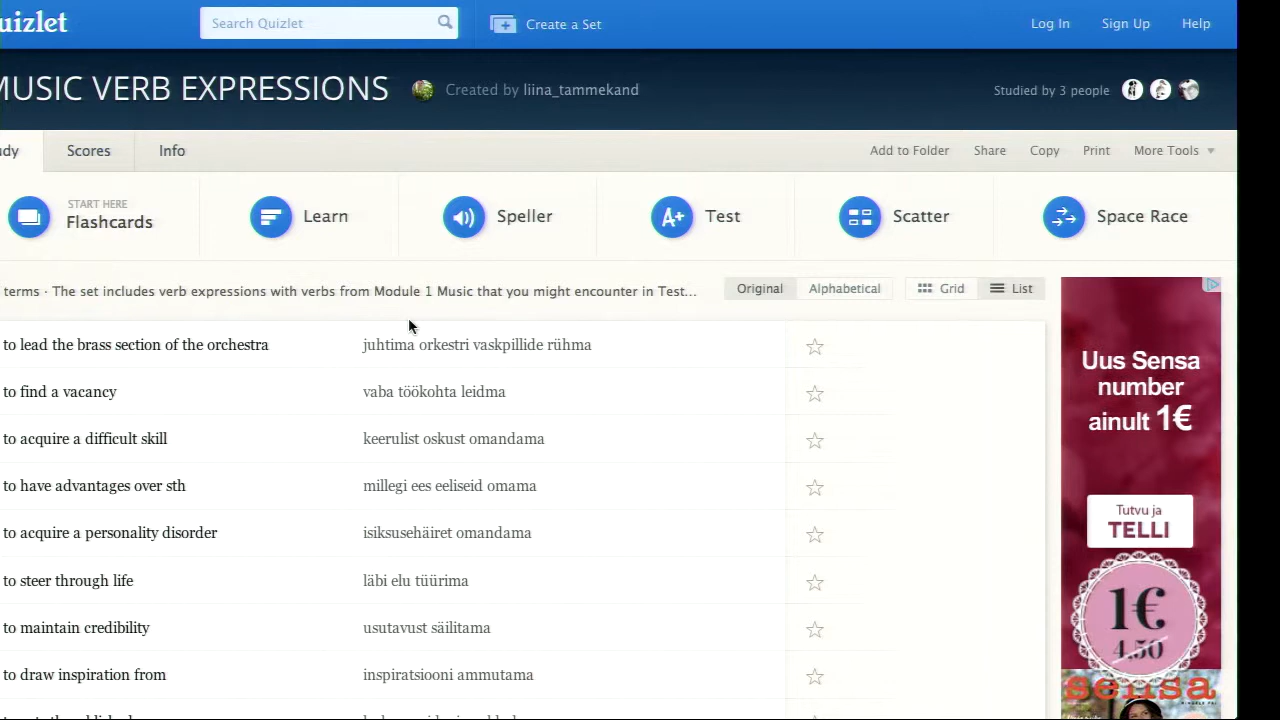 uizlet
Search Quizlet
Create a Set
Log In
Sign Up
Help
MUSIC VERB EXPRESSIONS
Created by liina_tammekand
Studied by 3 people
Scores
Info
Add to Folder
Share
Copy
Print
More Tools
START HERE
Flashcards
Learn
Speller
A+
Test
Scatter
Space Race
terms · The set includes verb expressions with verbs from Module 1 Music that you might encounter in Test...
Original
Alphabetical
Grid
List
to lead the brass section of the orchestra
juhtima orkestri vaskpillide rühma
to find a vacancy
vaba töökohta leidma
to acquire a difficult skill
keerulist oskust omandama
to have advantages over sth
millegi ees eeliseid omama
to acquire a personality disorder
isiksusehäiret omandama
to steer through life
läbi elu tüürima
to maintain credibility
usutavust säilitama
to draw inspiration from
inspiratsiooni ammutama
Uus Sensa
number
ainult 1€
Tutvu ja
TELLI
1€
4,50
sensa